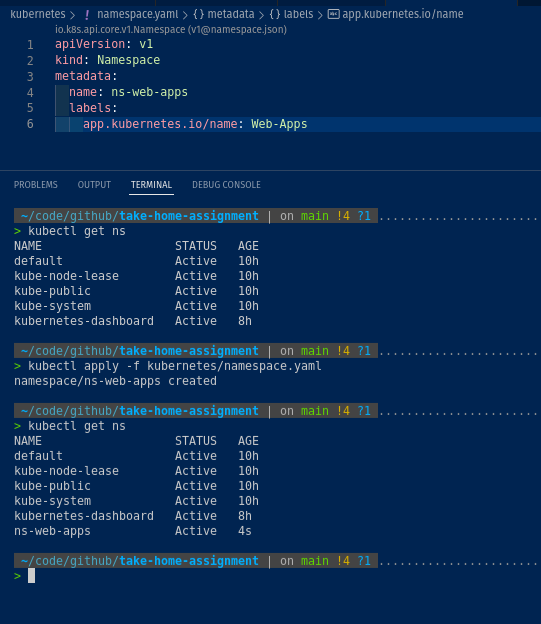 kubernetes > ! namespace.yaml > {} metadata > {} labels > app.kubernetes.io/name
io.k8s.api.core.v1.Namespace (v1@namespace.json)
1 apiVersion: v1
2 kind: Namespace
3 metadata:
4   name: ns-web-apps
5   labels:
6     app.kubernetes.io/name: Web-Apps
PROBLEMS OUTPUT TERMINAL DEBUG CONSOLE
~/code/github/take-home-assignment | on main !4 ?1 .......................
> kubectl get ns
NAME                   STATUS   AGE
default                Active   10h
kube-node-lease        Active   10h
kube-public            Active   10h
kube-system            Active   10h
kubernetes-dashboard   Active   8h
~/code/github/take-home-assignment | on main !4 ?1 .......................
> kubectl apply -f kubernetes/namespace.yaml
namespace/ns-web-apps created
~/code/github/take-home-assignment | on main !4 ?1 .......................
> kubectl get ns
NAME                   STATUS   AGE
default                Active   10h
kube-node-lease        Active   10h
kube-public            Active   10h
kube-system            Active   10h
kubernetes-dashboard   Active   8h
ns-web-apps            Active   4s
~/code/github/take-home-assignment | on main !4 ?1 .......................
>